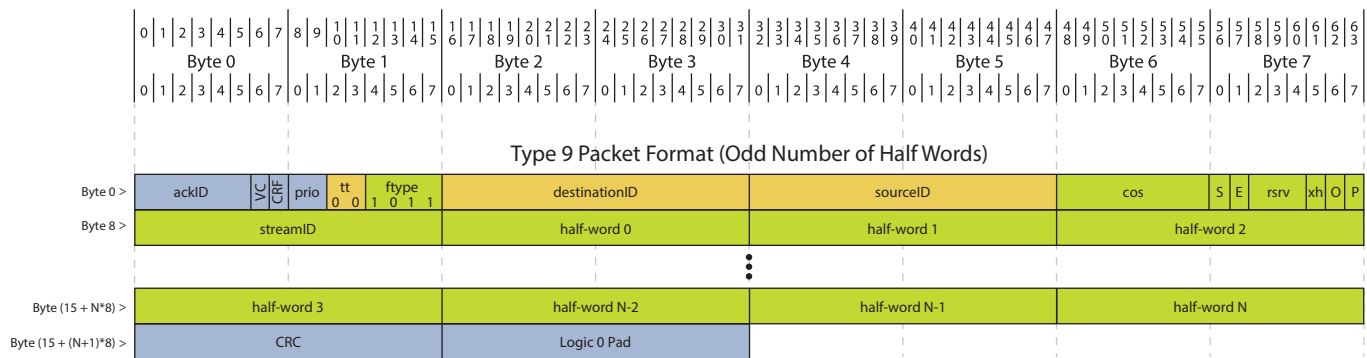 0 1 2 3 4 5 6 7 8 9 10 11 12 13 14 15 16 17 18 19 20 21 22 23 24 25 26 27 28 29 30 31 32 33 34 35 36 37 38 39 40 41 42 43 44 45 46 47 48 49 50 51 52 53 54 55 56 57 58 59 60 61 62 63
Byte 0 Byte 1 Byte 2 Byte 3 Byte 4 Byte 5 Byte 6 Byte 7
0 1 2 3 4 5 6 7 0 1 2 3 4 5 6 7 0 1 2 3 4 5 6 7 0 1 2 3 4 5 6 7 0 1 2 3 4 5 6 7 0 1 2 3 4 5 6 7 0 1 2 3 4 5 6 7 0 1 2 3 4 5 6 7
Type 9 Packet Format (Odd Number of Half Words)
Byte 0 > ackID VC CRF prio tt ftype destinationID sourceID cos S E rsrv xh O P
0 0 1 0 1 1
Byte 8 > streamID half-word 0 half-word 1 half-word 2
Byte (15 + N*8) > half-word 3 half-word N-2 half-word N-1 half-word N
Byte (15 + (N+1)*8) > CRC Logic 0 Pad